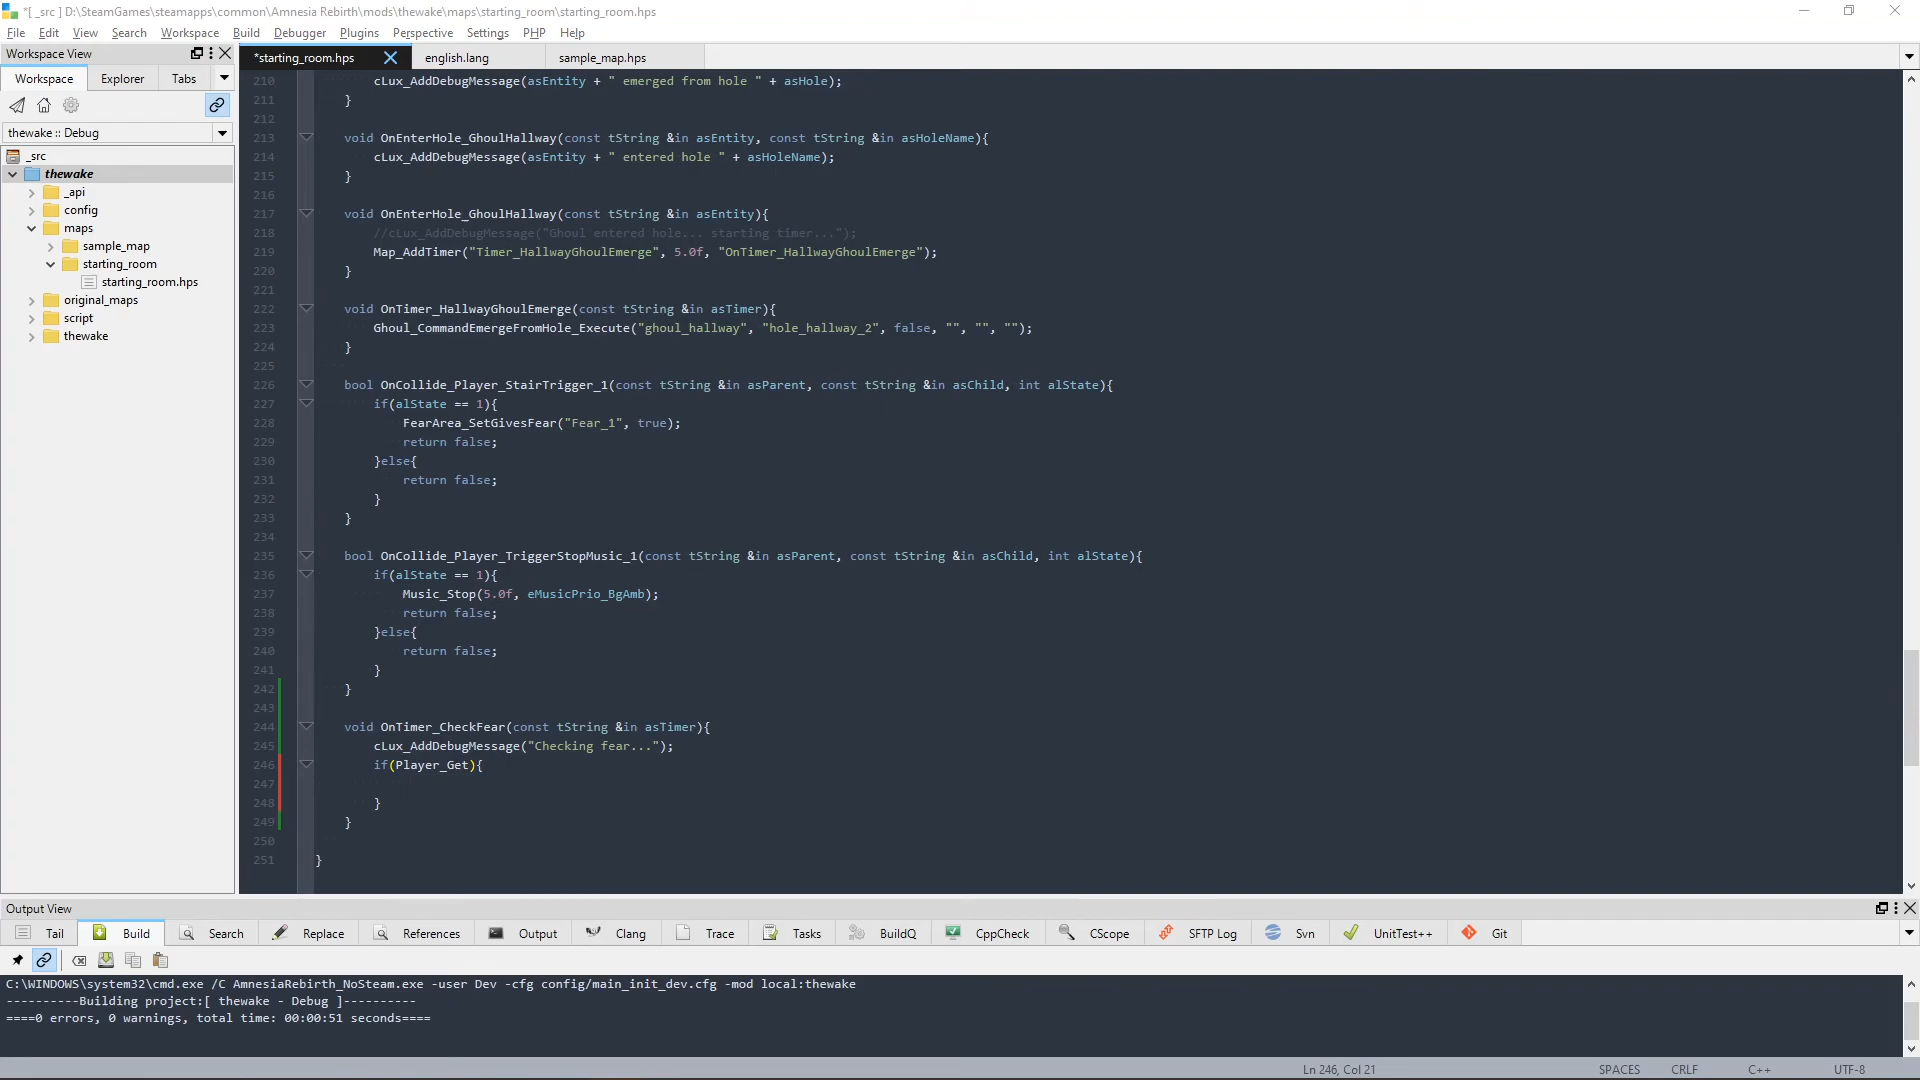 *[ _src ] D:\SteamGames\steamapps\common\Amnesia Rebirth\mods\thewake\maps\starting_room\starting_room.hps
File Edit View Search Workspace Build Debugger Plugins Perspective Settings PHP Help
Workspace View
*starting_room.hps english.lang sample_map.hps
Workspace Explorer Tabs
thewake :: Debug
_src
thewake
_api
config
maps
sample_map
starting_room
starting_room.hps
original_maps
script
thewake
210 cLux_AddDebugMessage(asEntity + " emerged from hole " + asHole);
211 }
212
213 void OnEnterHole_GhoulHallway(const tString &in asEntity, const tString &in asHoleName){
214 cLux_AddDebugMessage(asEntity + " entered hole " + asHoleName);
215 }
216
217 void OnEnterHole_GhoulHallway(const tString &in asEntity){
218 //cLux_AddDebugMessage("Ghoul entered hole... starting timer...");
219 Map_AddTimer("Timer_HallwayGhoulEmerge", 5.0f, "OnTimer_HallwayGhoulEmerge");
220 }
221
222 void OnTimer_HallwayGhoulEmerge(const tString &in asTimer){
223 Ghoul_CommandEmergeFromHole_Execute("ghoul_hallway", "hole_hallway_2", false, "", "", "");
224 }
225
226 bool OnCollide_Player_StairTrigger_1(const tString &in asParent, const tString &in asChild, int alState){
227 if(alState == 1){
228 FearArea_SetGivesFear("Fear_1", true);
229 return false;
230 }else{
231 return false;
232 }
233 }
234
235 bool OnCollide_Player_TriggerStopMusic_1(const tString &in asParent, const tString &in asChild, int alState){
236 if(alState == 1){
237 Music_Stop(5.0f, eMusicPrio_BgAmb);
238 return false;
239 }else{
240 return false;
241 }
242 }
243
244 void OnTimer_CheckFear(const tString &in asTimer){
245 cLux_AddDebugMessage("Checking fear...");
246 if(Player_Get){
247
248 }
249 }
250
251 }
Output View
Tail Build Search Replace References Output Clang Trace Tasks BuildQ CppCheck CScope SFTP Log Svn UnitTest++ Git
C:\WINDOWS\system32\cmd.exe /C AmnesiaRebirth_NoSteam.exe -user Dev -cfg config/main_init_dev.cfg -mod local:thewake
----------Building project:[ thewake - Debug ]----------
====0 errors, 0 warnings, total time: 00:00:51 seconds====
Ln 246, Col 21 SPACES CRLF C++ UTF-8